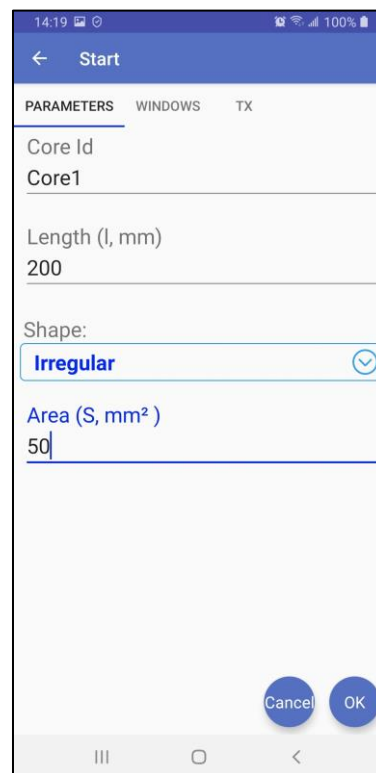 14:19 100%
Start
PARAMETERS WINDOWS TX
Core Id
Core1
Length (l, mm)
200
Shape:
Irregular
Area (S, mm² )
50
Cancel OK